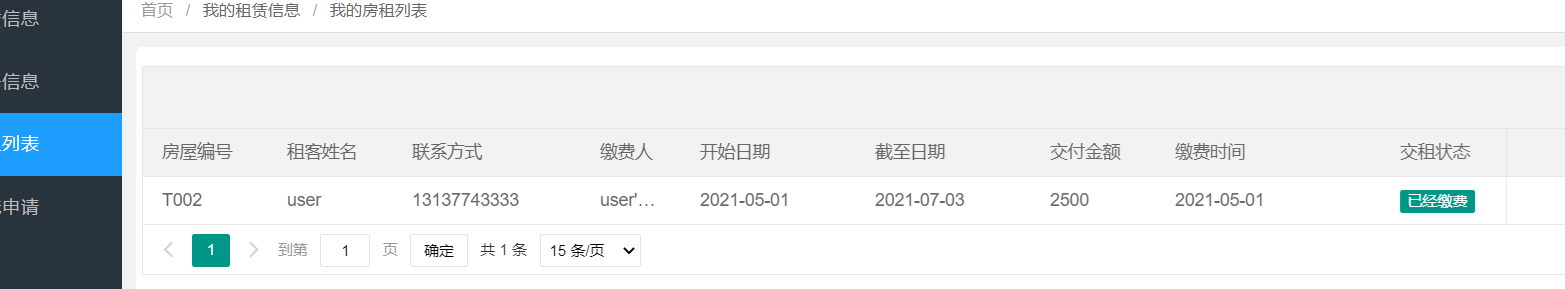 首页 / 我的租赁信息 / 我的房租列表
信息
信息
列表
申请
房屋编号 租客姓名 联系方式 缴费人 开始日期 截至日期 交付金额 缴费时间 交租状态
T002 user 13137743333 user'... 2021-05-01 2021-07-03 2500 2021-05-01 已经缴费
1 到第 1 页 确定 共 1 条 15 条/页